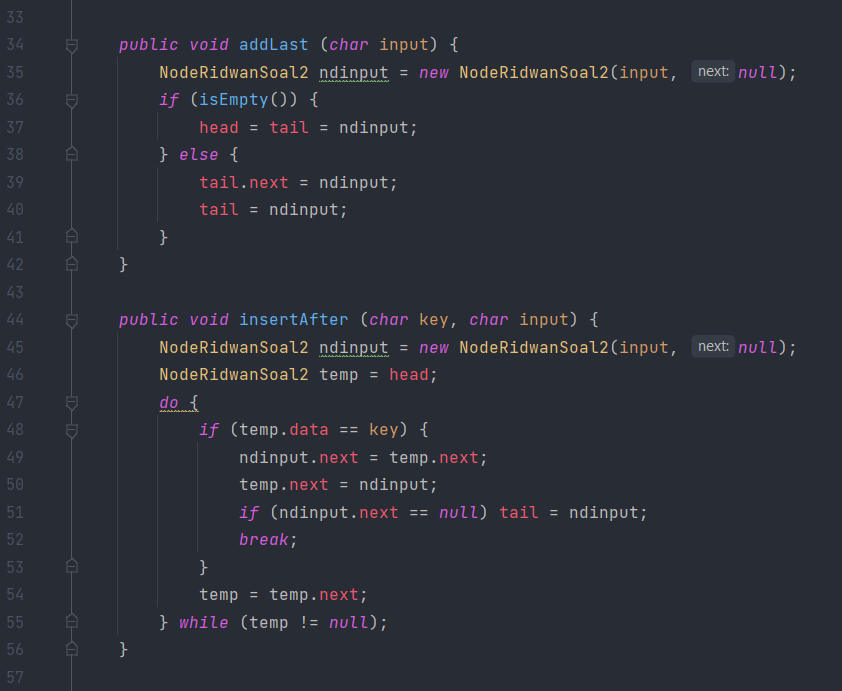 33
34 public void addLast (char input) {
35 NodeRidwanSoal2 ndinput = new NodeRidwanSoal2(input, next: null);
36 if (isEmpty()) {
37 head = tail = ndinput;
38 } else {
39 tail.next = ndinput;
40 tail = ndinput;
41 }
42 }
43
44 public void insertAfter (char key, char input) {
45 NodeRidwanSoal2 ndinput = new NodeRidwanSoal2(input, next: null);
46 NodeRidwanSoal2 temp = head;
47 do {
48 if (temp.data == key) {
49 ndinput.next = temp.next;
50 temp.next = ndinput;
51 if (ndinput.next == null) tail = ndinput;
52 break;
53 }
54 temp = temp.next;
55 } while (temp != null);
56 }
57